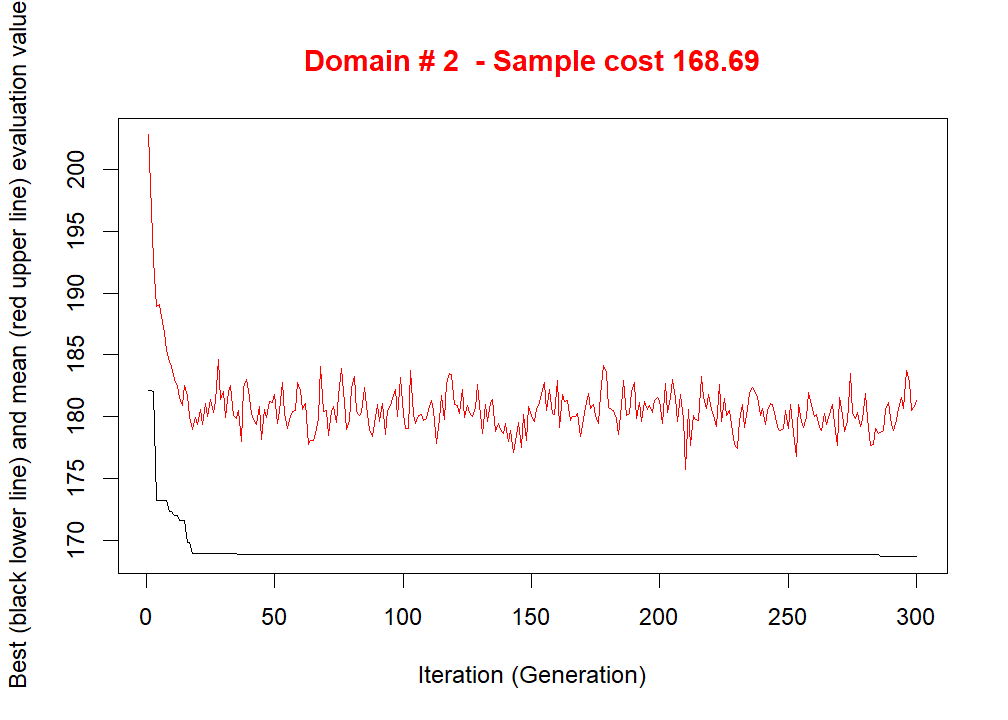 Domain # 2  - Sample cost 168.69
Best (black lower line) and mean (red upper line) evaluation value
200
195
190
185
180
175
170
0 50 100 150 200 250 300
Iteration (Generation)